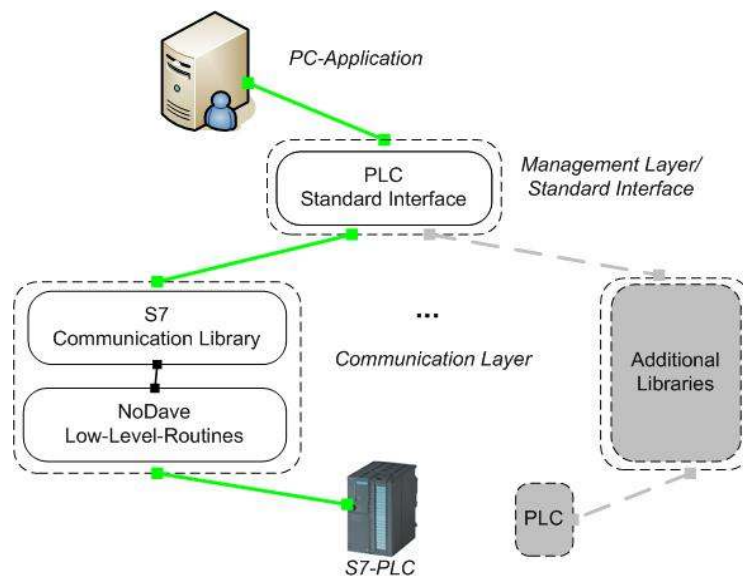 PC-Application
PLC
Standard Interface
Management Layer/
Standard Interface
S7
Communication Library
...
Communication Layer
Additional
Libraries
NoDave
Low-Level-Routines
PLC
S7-PLC